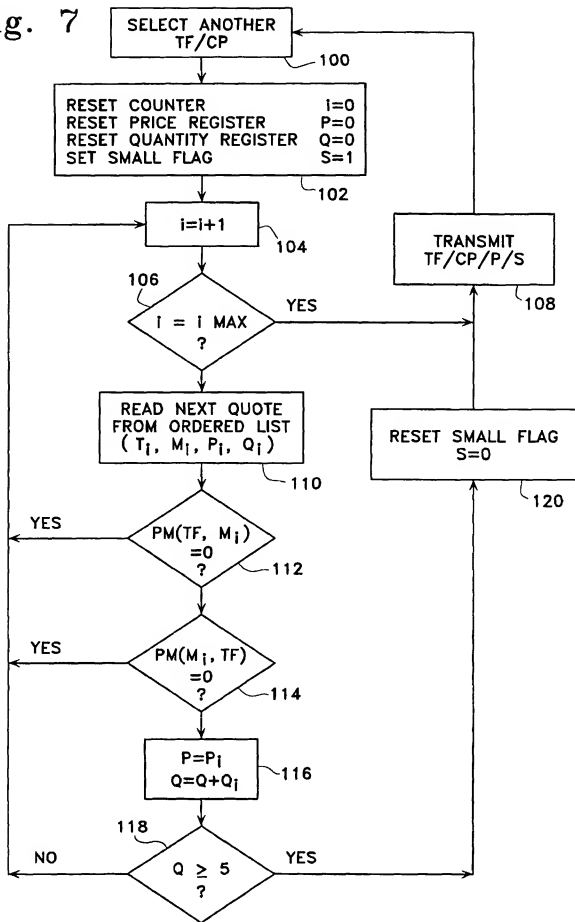 g. 7
SELECT ANOTHER
TF/CP
100
RESET COUNTER i=0
RESET PRICE REGISTER P=0
RESET QUANTITY REGISTER Q=0
SET SMALL FLAG S=1
102
i=i+1
104
TRANSMIT
TF/CP/P/S
108
106
i = i MAX
?
YES
READ NEXT QUOTE
FROM ORDERED LIST
( Ti, Mi, Pi, Qi )
110
RESET SMALL FLAG
S=0
120
YES
PM(TF, Mi)
=0
?
112
YES
PM(Mi, TF)
=0
?
114
P=Pi
Q=Q+Qi
116
118
NO
Q ≥ 5
?
YES